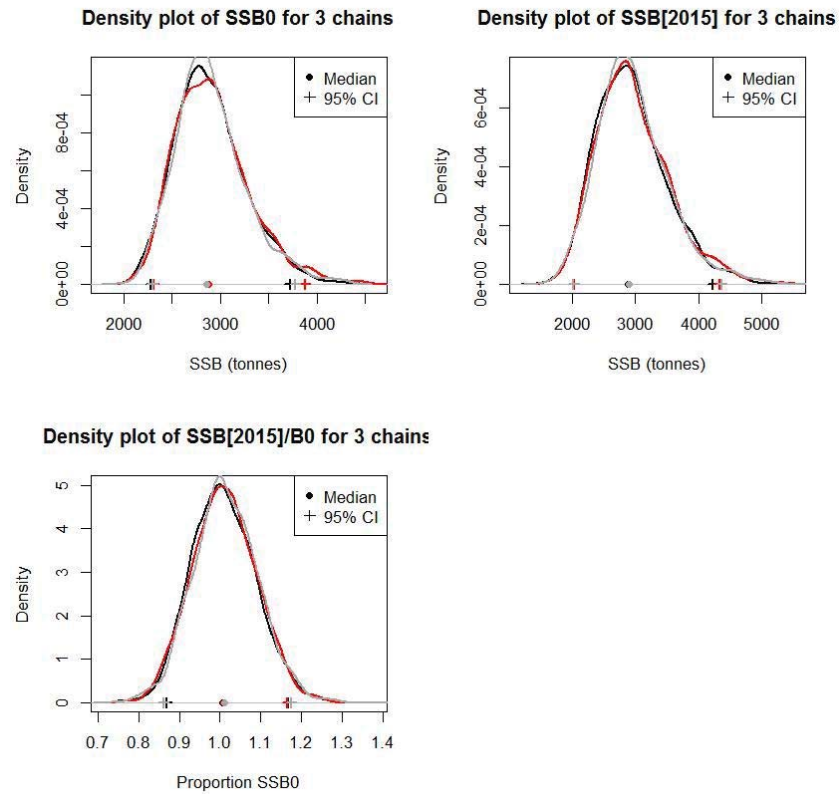 Density plot of SSB0 for 3 chains
Median
95% CI
Density
0e+00 4e-04 8e-04
2000 3000 4000
SSB (tonnes)
Density plot of SSB[2015] for 3 chains
Median
95% CI
Density
0e+00 2e-04 4e-04 6e-04
2000 3000 4000 5000
SSB (tonnes)
Density plot of SSB[2015]/B0 for 3 chains
Median
95% CI
Density
0 1 2 3 4 5
0.7 0.8 0.9 1.0 1.1 1.2 1.3 1.4
Proportion SSB0